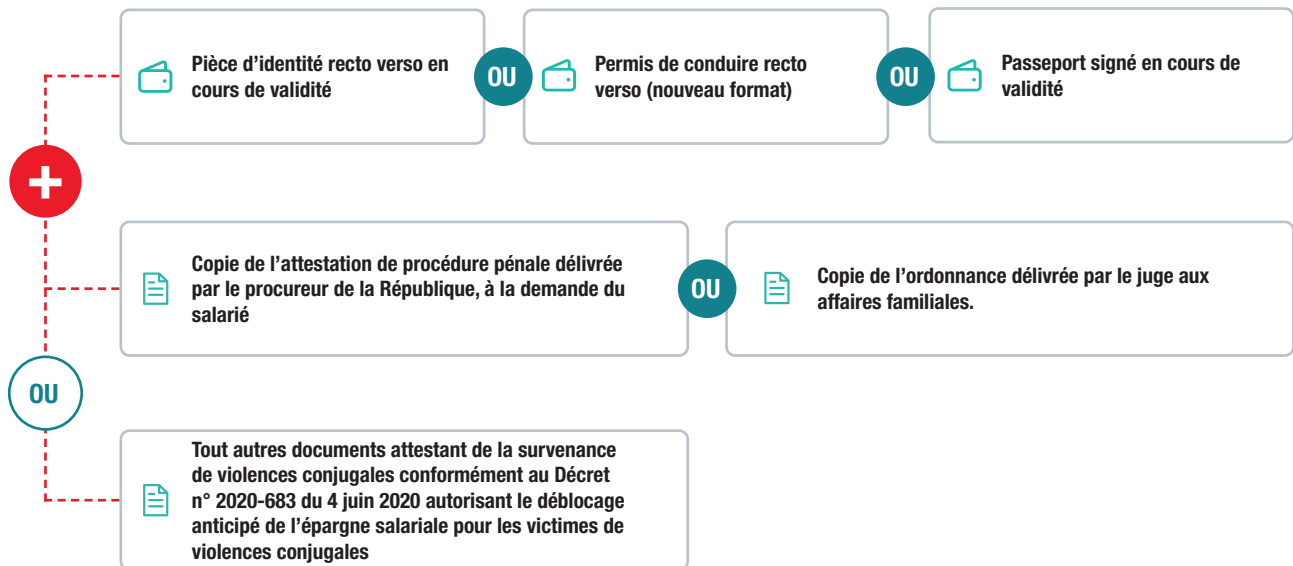 Pièce d'identité recto verso en
cours de validité
OU
Permis de conduire recto
verso (nouveau format)
OU
Passeport signé en cours de
validité
+
Copie de l'attestation de procédure pénale délivrée
par le procureur de la République, à la demande du
salarié
OU
Copie de l'ordonnance délivrée par le juge aux
affaires familiales.
OU
Tout autres documents attestant de la survenance
de violences conjugales conformément au Décret
n° 2020-683 du 4 juin 2020 autorisant le déblocage
anticipé de l'épargne salariale pour les victimes de
violences conjugales